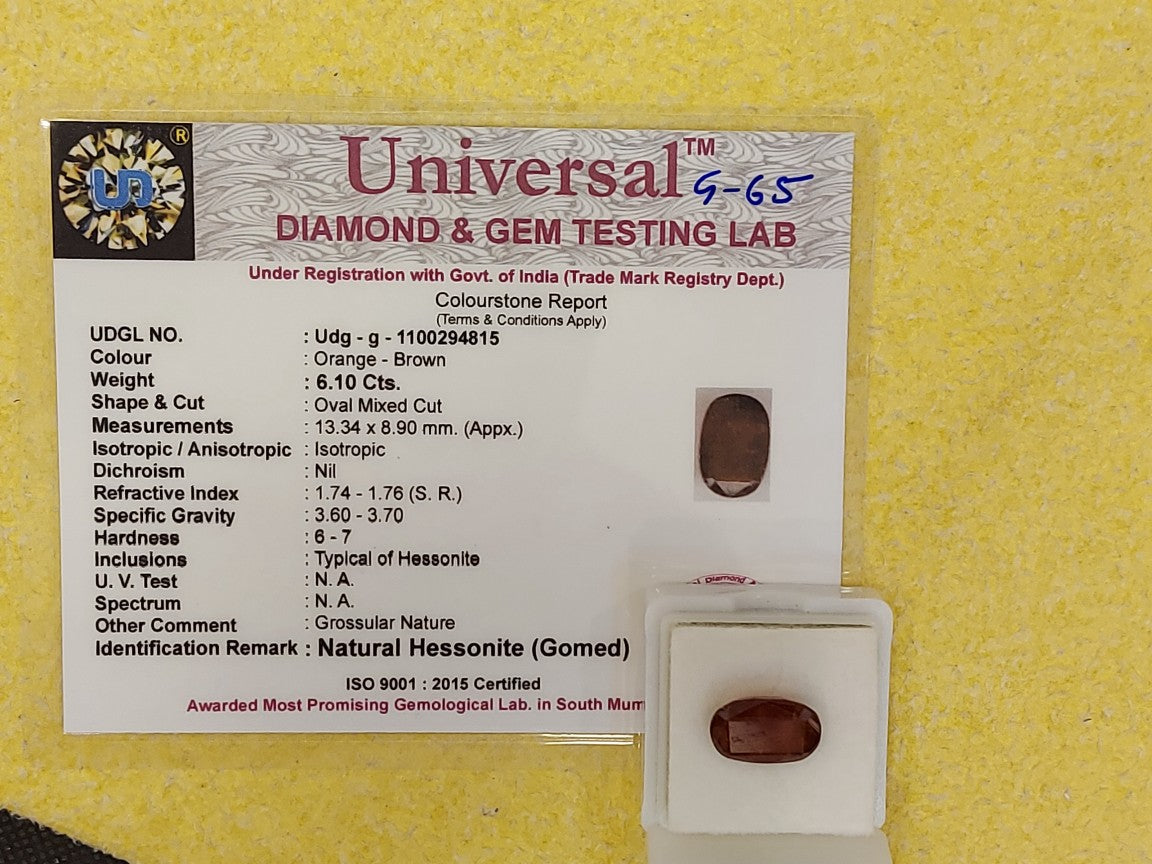 UD ®
Universal™
G-65
DIAMOND & GEM TESTING LAB
Under Registration with Govt. of India (Trade Mark Registry Dept.)
Colourstone Report
(Terms & Conditions Apply)
UDGL NO. : Udg - g - 1100294815
Colour : Orange - Brown
Weight : 6.10 Cts.
Shape & Cut : Oval Mixed Cut
Measurements : 13.34 x 8.90 mm. (Appx.)
Isotropic / Anisotropic : Isotropic
Dichroism : Nil
Refractive Index : 1.74 - 1.76 (S. R.)
Specific Gravity : 3.60 - 3.70
Hardness : 6 - 7
Inclusions : Typical of Hessonite
U. V. Test : N. A.
Spectrum : N. A.
Other Comment : Grossular Nature
Identification Remark : Natural Hessonite (Gomed)
ISO 9001 : 2015 Certified
Awarded Most Promising Gemological Lab. in South Mum
Diamond